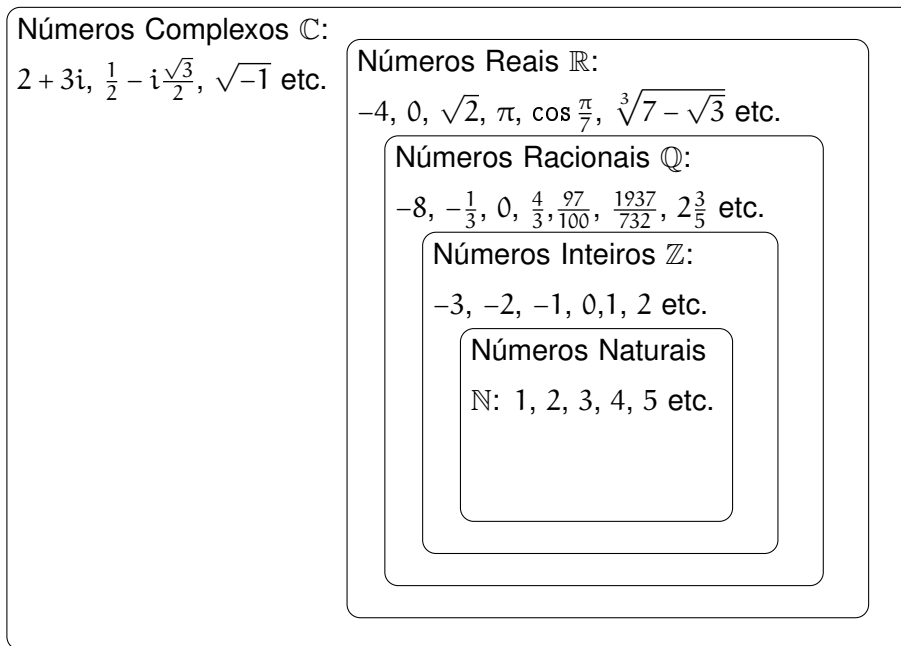 Números Complexos ℂ:
2 + 3i, 1/2 − i√3/2, √−1 etc.
Números Reais ℝ:
−4, 0, √2, π, cos π/7, ∛(7 − √3) etc.
Números Racionais ℚ:
−8, −1/3, 0, 4/3,97/100, 1937/732, 2 3/5 etc.
Números Inteiros ℤ:
−3, −2, −1, 0,1, 2 etc.
Números Naturais
ℕ: 1, 2, 3, 4, 5 etc.